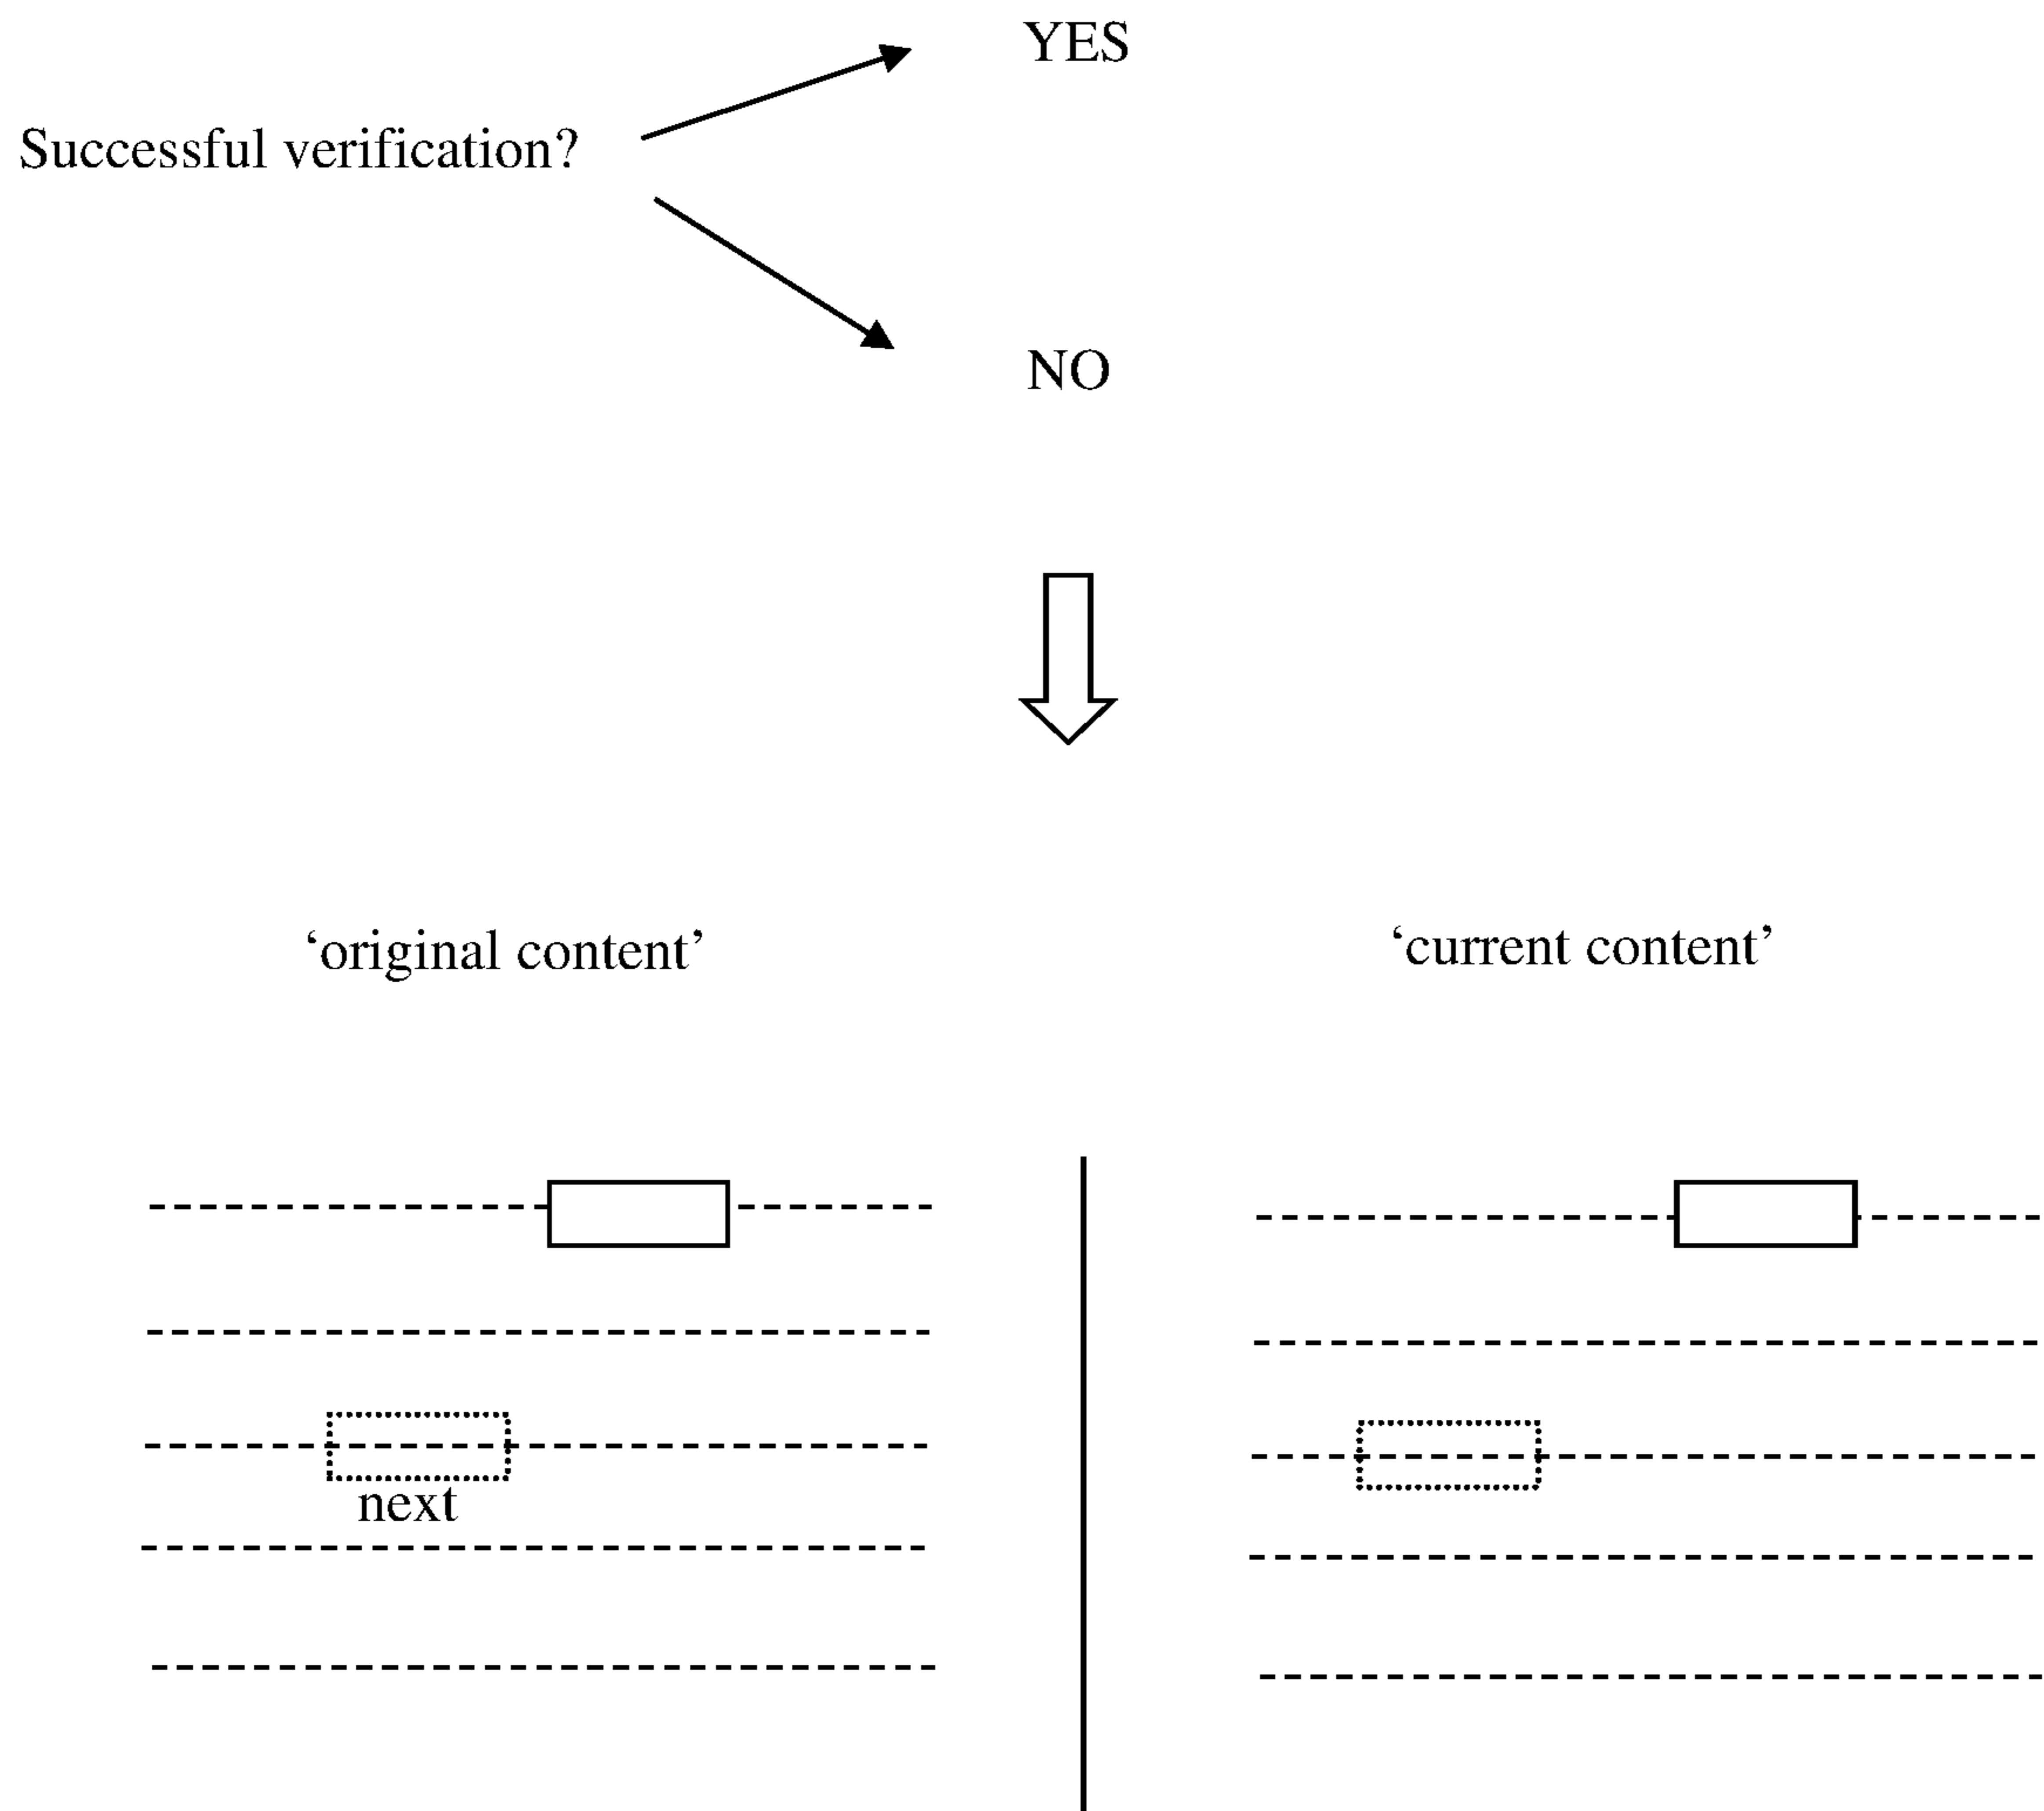 YES
Successful verification?
NO
‘original content’
‘current content’
next